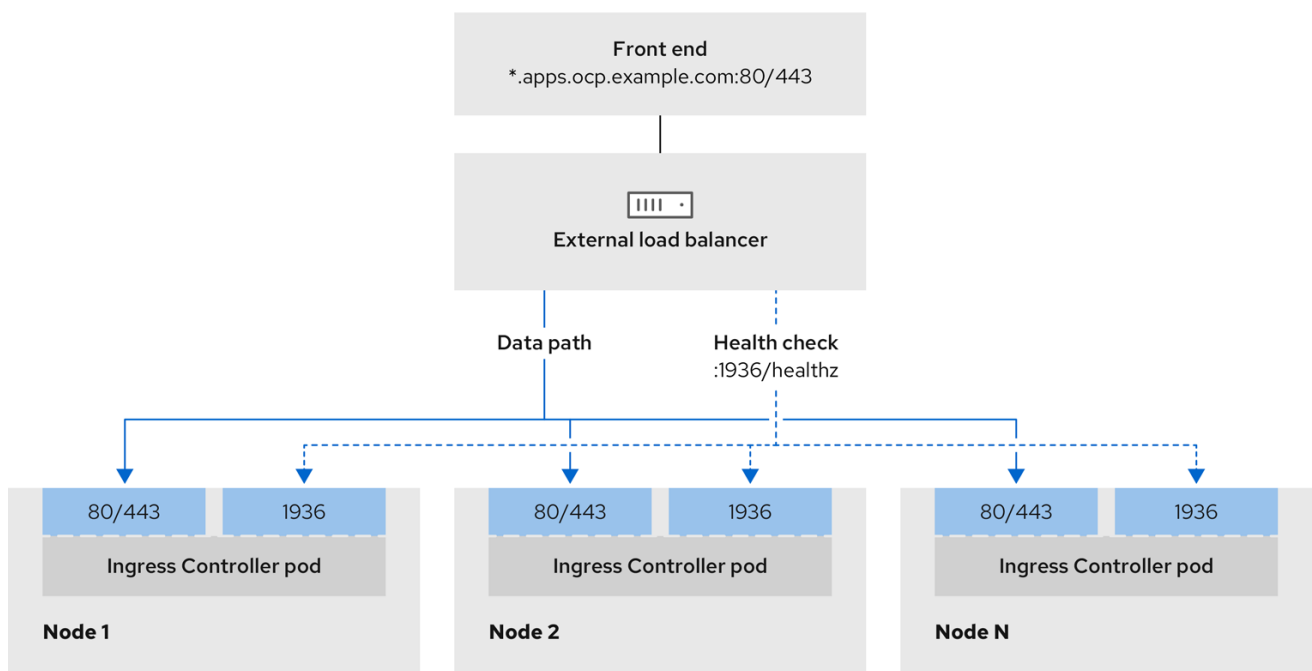 Front end
*.apps.ocp.example.com:80/443
External load balancer
Data path
Health check
:1936/healthz
80/443
1936
80/443
1936
80/443
1936
Ingress Controller pod
Ingress Controller pod
Ingress Controller pod
Node 1
Node 2
Node N